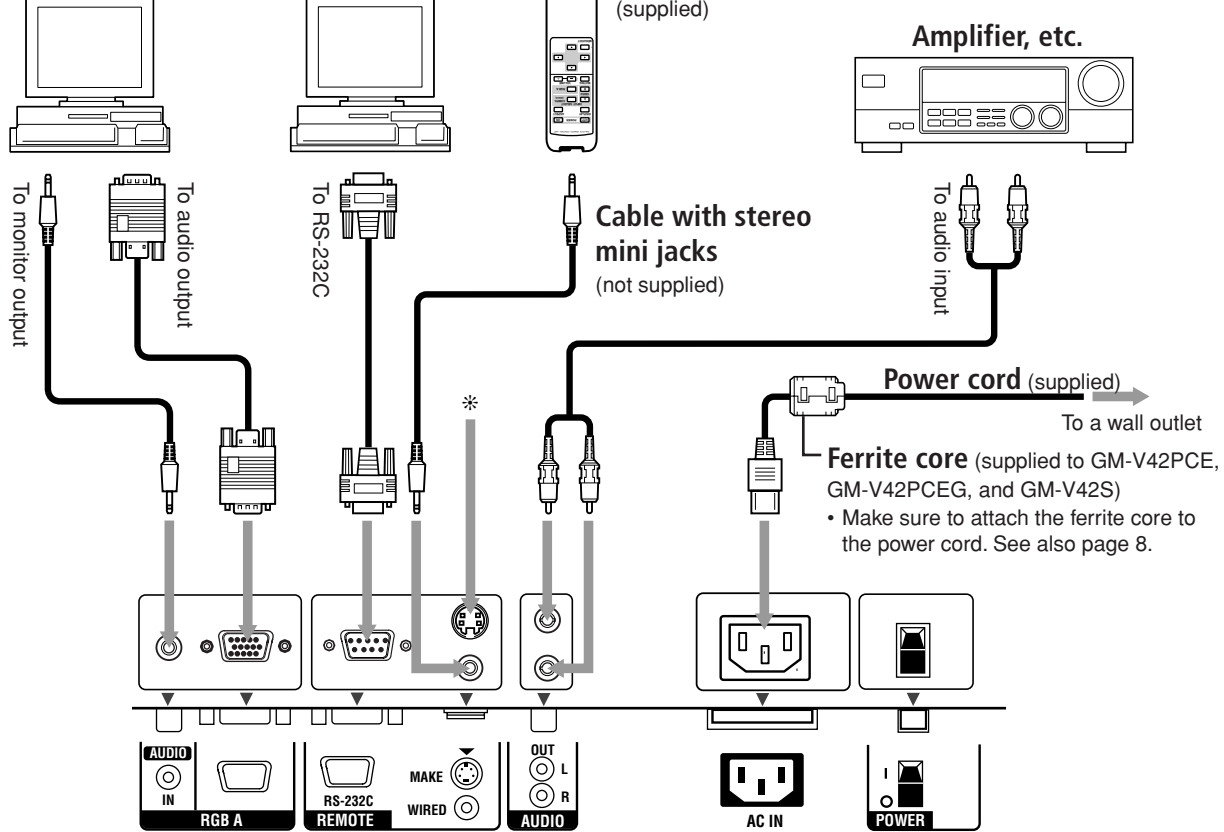 (supplied)
Amplifier, etc.
To monitor output
To audio output
To RS-232C
Cable with stereo
mini jacks
(not supplied)
To audio input
Power cord (supplied)
To a wall outlet
Ferrite core (supplied to GM-V42PCE,
GM-V42PCEG, and GM-V42S)
• Make sure to attach the ferrite core to
the power cord. See also page 8.
AUDIO
IN
RGB A
RS-232C
REMOTE
MAKE
WIRED
OUT
L
R
AUDIO
AC IN
POWER